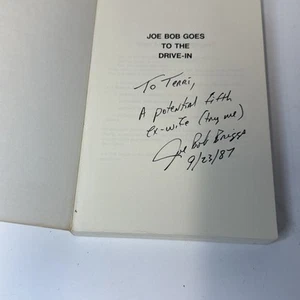 JOE BOB GOES
TO THE
DRIVE-IN
To Terri,
A potential fifth
ex-wife (try me)
Joe Bob Briggs
9/23/87